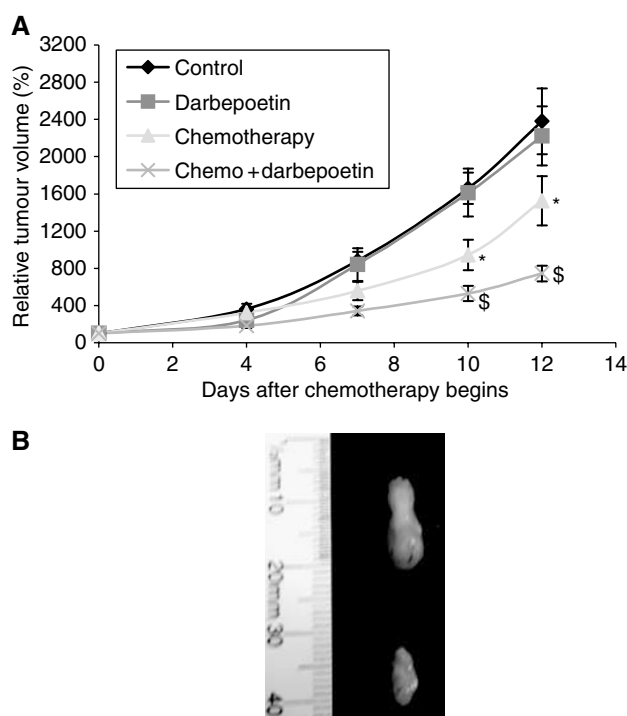 A
Relative tumour volume (%)
3200
2800
2400
2000
1600
1200
800
400
0
Control
Darbepoetin
Chemotherapy
Chemo + darbepoetin
*
*
$
$
0 2 4 6 8 10 12 14
Days after chemotherapy begins
B
mm 10
20mm
30
40